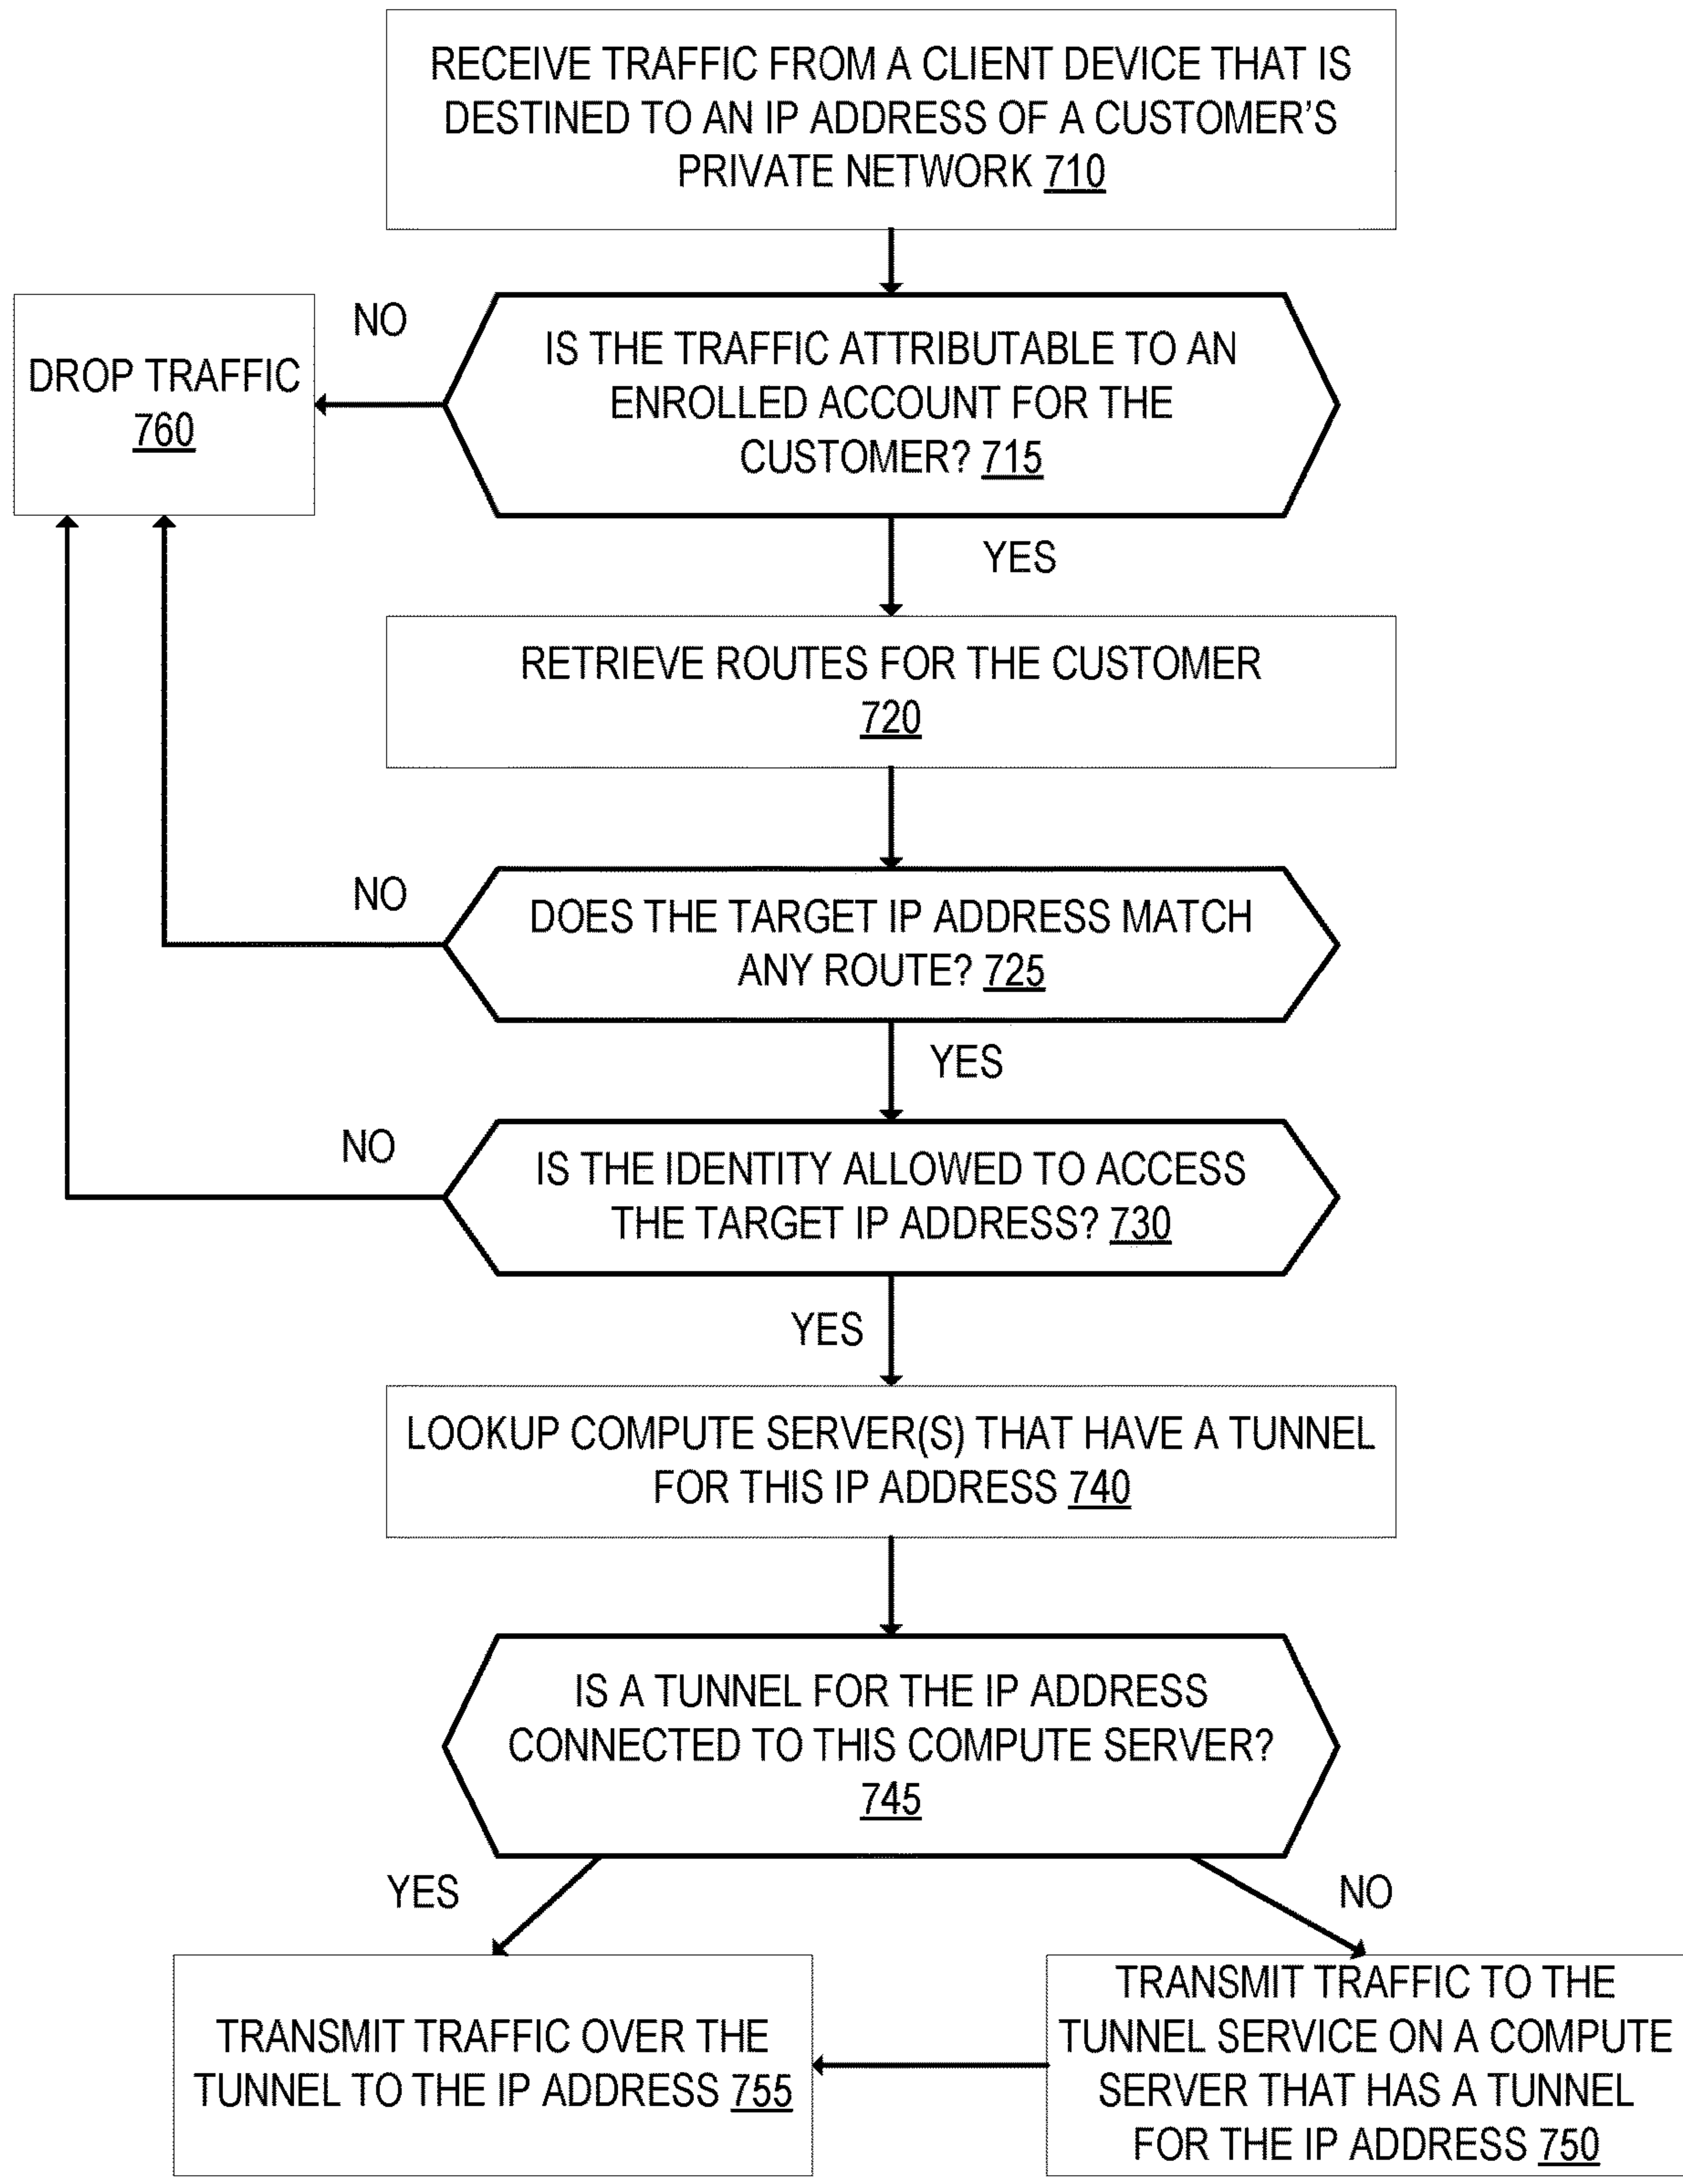 RECEIVE TRAFFIC FROM A CLIENT DEVICE THAT IS
DESTINED TO AN IP ADDRESS OF A CUSTOMER'S
PRIVATE NETWORK 710
NO
DROP TRAFFIC
760
IS THE TRAFFIC ATTRIBUTABLE TO AN
ENROLLED ACCOUNT FOR THE
CUSTOMER? 715
YES
RETRIEVE ROUTES FOR THE CUSTOMER
720
NO
DOES THE TARGET IP ADDRESS MATCH
ANY ROUTE? 725
YES
NO
IS THE IDENTITY ALLOWED TO ACCESS
THE TARGET IP ADDRESS? 730
YES
LOOKUP COMPUTE SERVER(S) THAT HAVE A TUNNEL
FOR THIS IP ADDRESS 740
IS A TUNNEL FOR THE IP ADDRESS
CONNECTED TO THIS COMPUTE SERVER?
745
YES
NO
TRANSMIT TRAFFIC OVER THE
TUNNEL TO THE IP ADDRESS 755
TRANSMIT TRAFFIC TO THE
TUNNEL SERVICE ON A COMPUTE
SERVER THAT HAS A TUNNEL
FOR THE IP ADDRESS 750